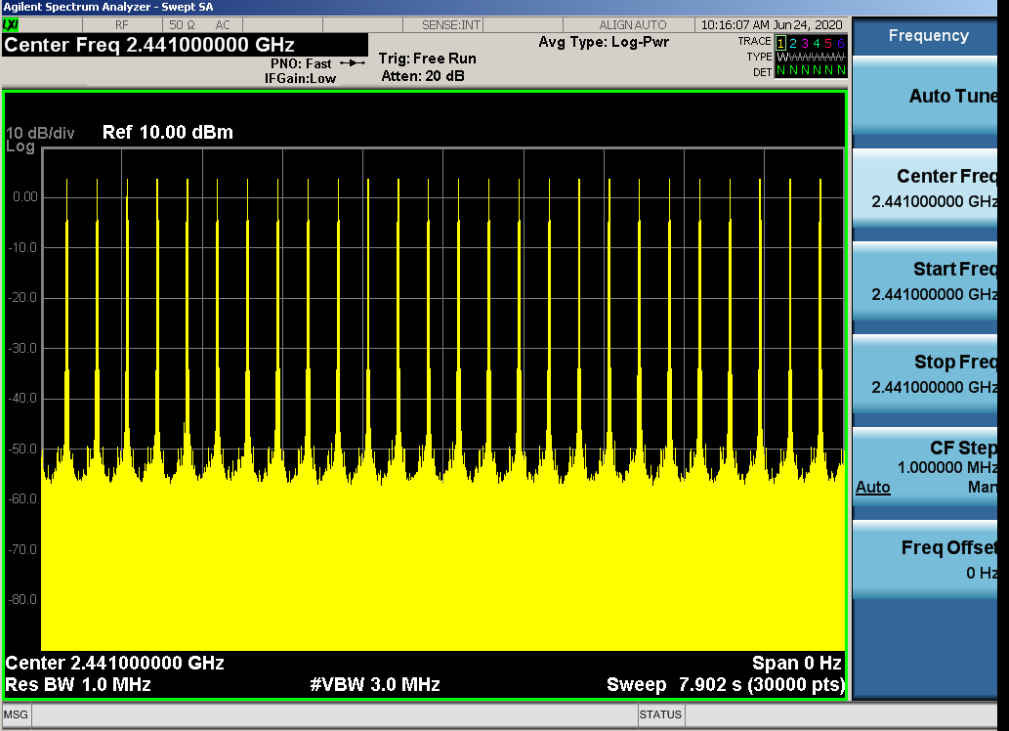 Agilent Spectrum Analyzer - Swept SA
LXI RF 50 Ω AC SENSE:INT ALIGN AUTO 10:16:07 AM Jun 24, 2020
Center Freq 2.441000000 GHz
PNO: Fast
IFGain:Low
Trig: Free Run
Atten: 20 dB
Avg Type: Log-Pwr
TRACE 1 2 3 4 5 6
TYPE W
DET N N N N N N
10 dB/div Ref 10.00 dBm
Log
0.00
-10.0
-20.0
-30.0
-40.0
-50.0
-60.0
-70.0
-80.0
Center 2.441000000 GHz Span 0 Hz
Res BW 1.0 MHz #VBW 3.0 MHz Sweep 7.902 s (30000 pts)
MSG STATUS
Frequency
Auto Tune
Center Freq
2.441000000 GHz
Start Freq
2.441000000 GHz
Stop Freq
2.441000000 GHz
CF Step
1.000000 MHz
Auto Man
Freq Offset
0 Hz